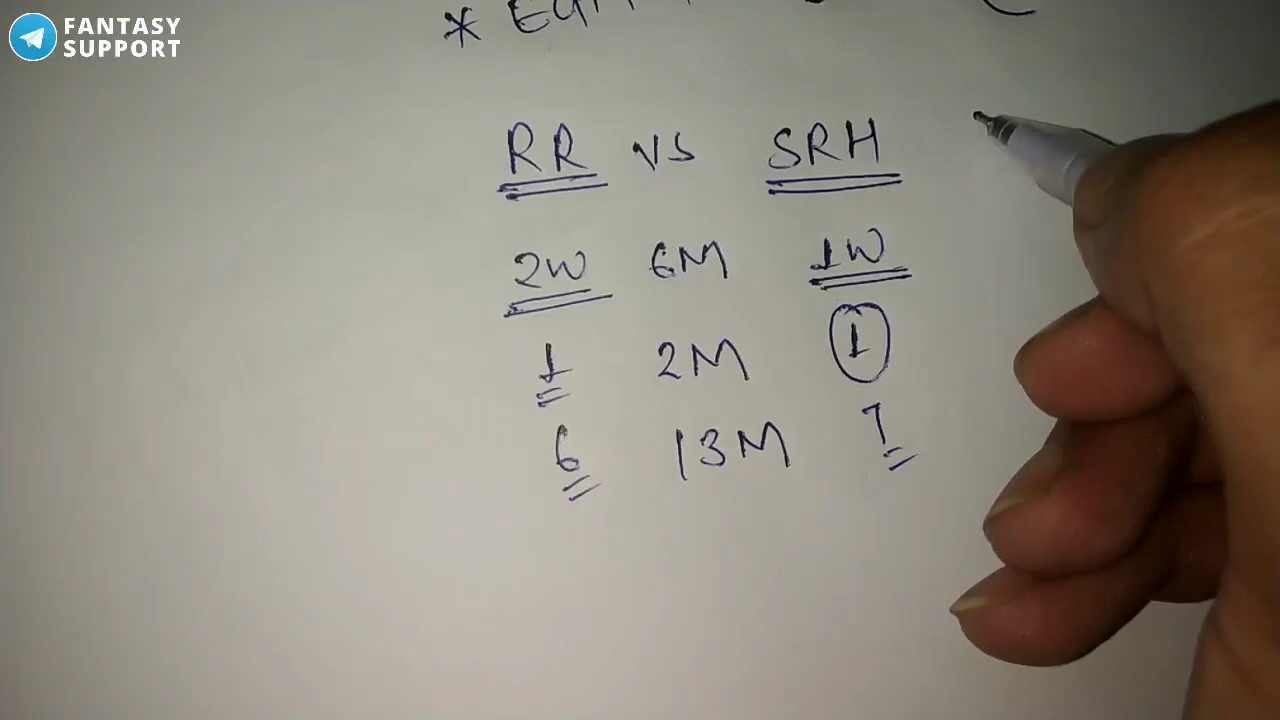 FANTASY
SUPPORT
*
RR VS SRH
2W 6M 1W
1 2M 1
6 13M 7